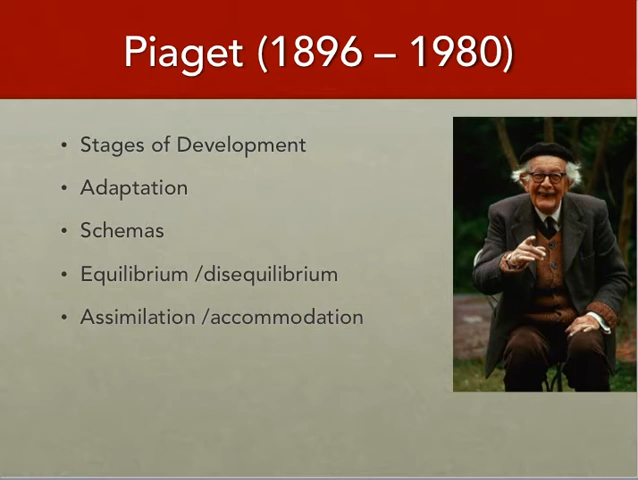 Piaget (1896 – 1980)
• Stages of Development
• Adaptation
• Schemas
• Equilibrium /disequilibrium
• Assimilation /accommodation